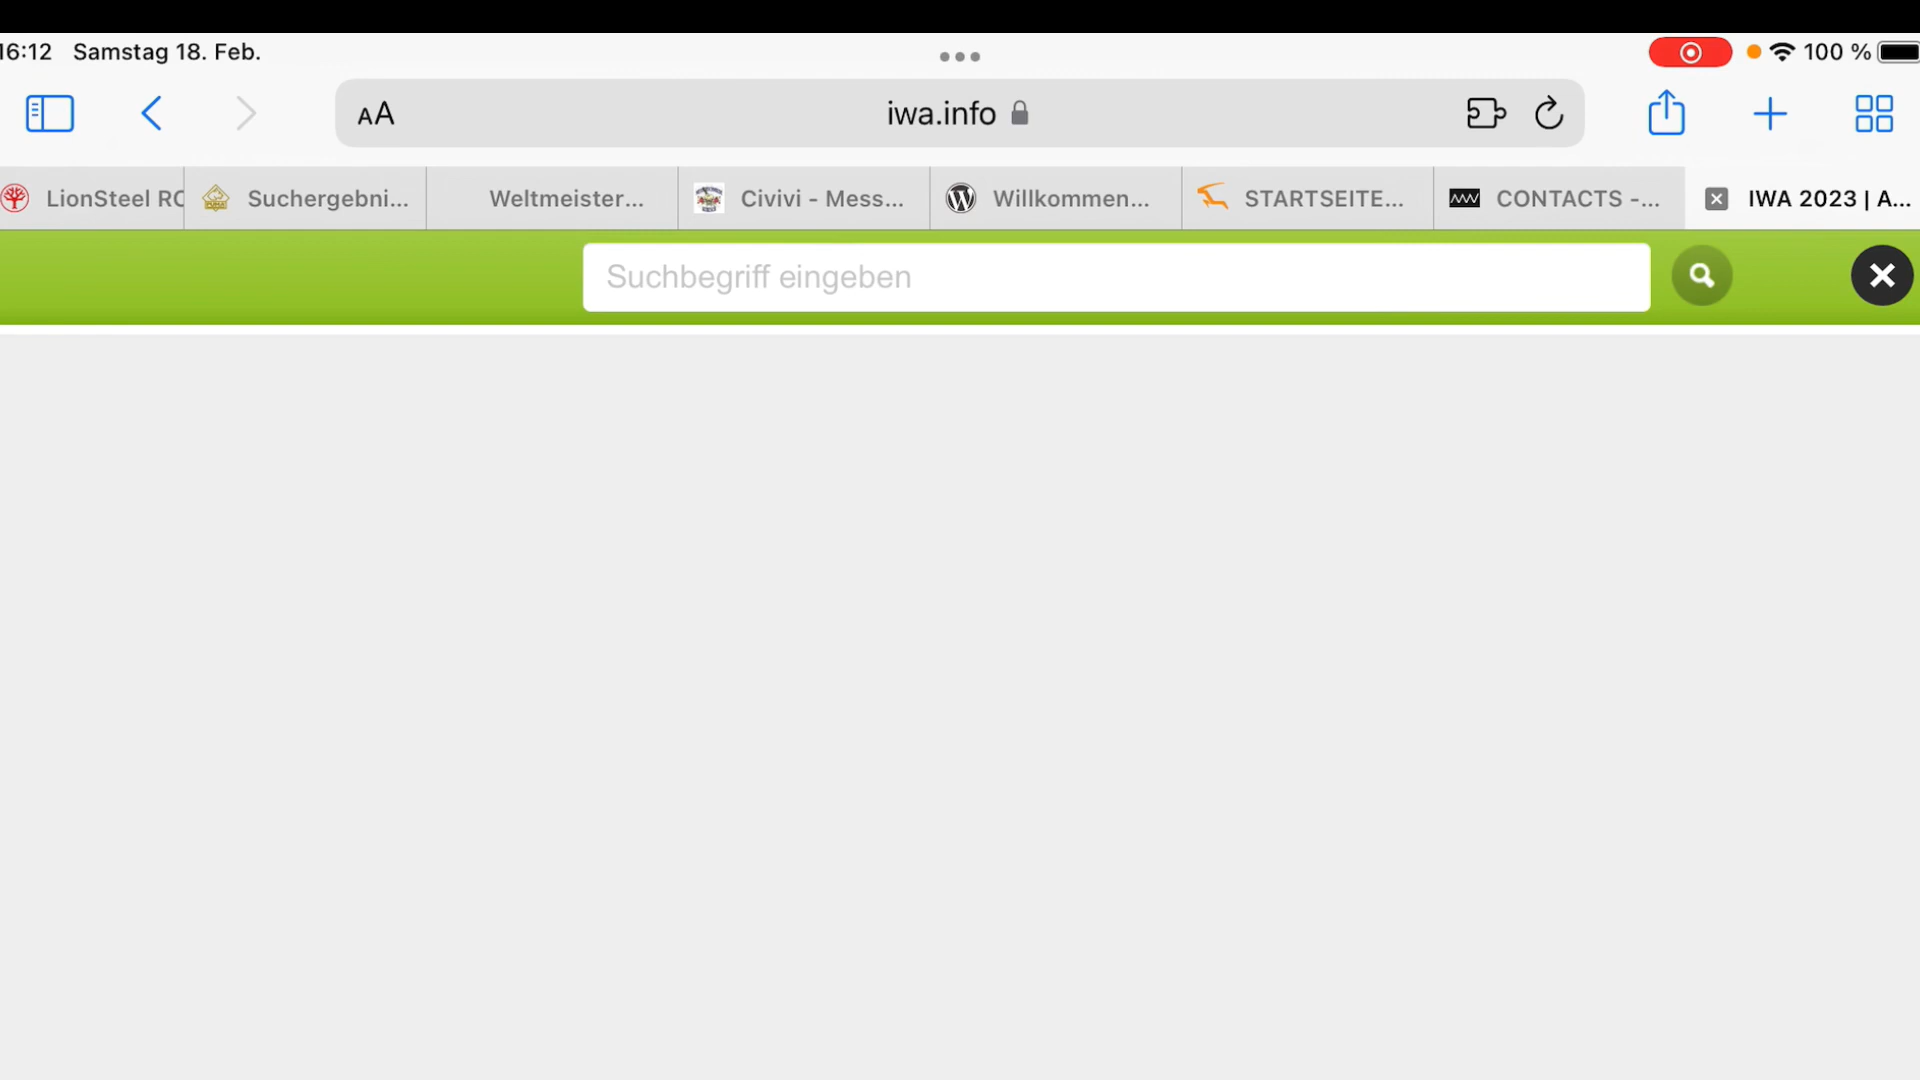 16:12 Samstag 18. Feb.
100 %
AA
iwa.info
LionSteel RO
Suchergebni...
Weltmeister...
Civivi - Mess...
Willkommen...
STARTSEITE...
CONTACTS -...
IWA 2023 | A...
Suchbegriff eingeben